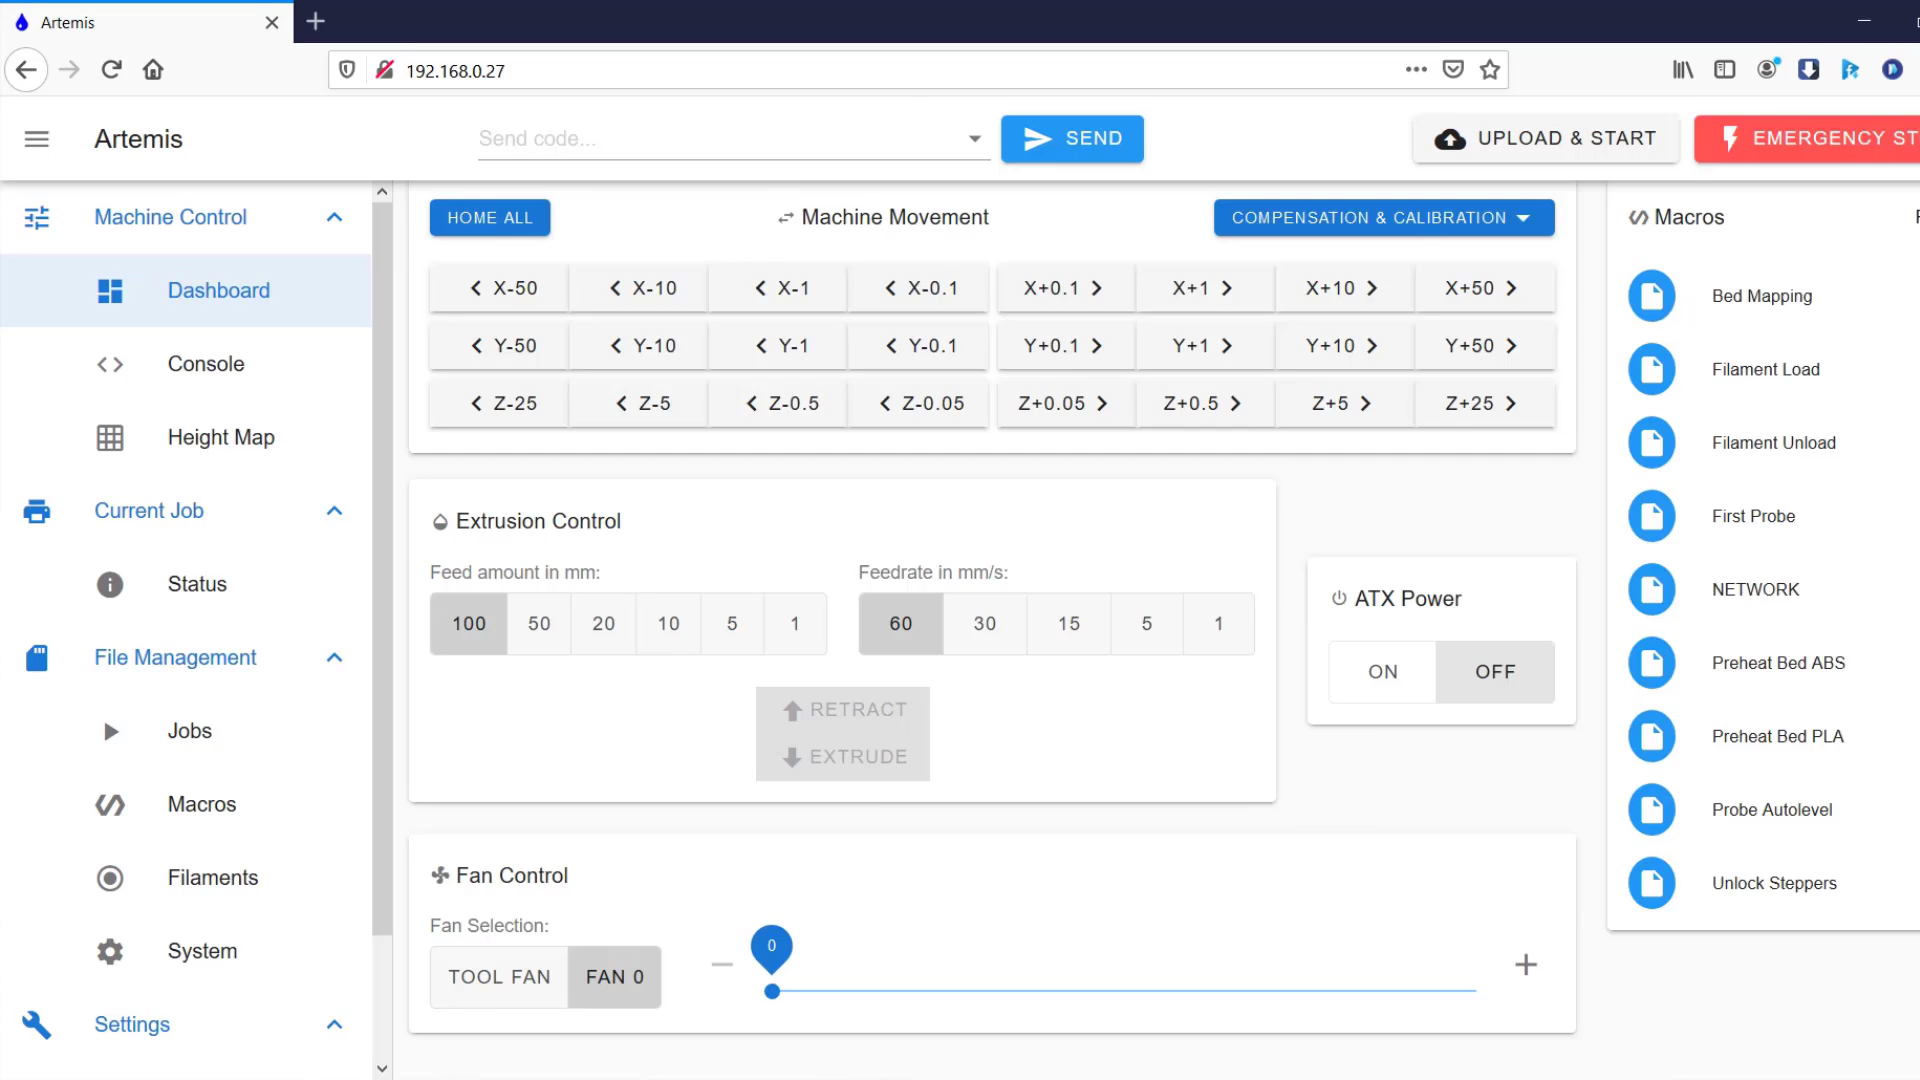 Artemis
192.168.0.27
Artemis
Send code...
SEND
UPLOAD & START
EMERGENCY ST
Machine Control
Dashboard
Console
Height Map
Current Job
Status
File Management
Jobs
Macros
Filaments
System
Settings
HOME ALL
Machine Movement
COMPENSATION & CALIBRATION
X-50 X-10 X-1 X-0.1 X+0.1 X+1 X+10 X+50
Y-50 Y-10 Y-1 Y-0.1 Y+0.1 Y+1 Y+10 Y+50
Z-25 Z-5 Z-0.5 Z-0.05 Z+0.05 Z+0.5 Z+5 Z+25
Extrusion Control
Feed amount in mm:
100 50 20 10 5 1
Feedrate in mm/s:
60 30 15 5 1
RETRACT
EXTRUDE
ATX Power
ON OFF
Fan Control
Fan Selection:
TOOL FAN FAN 0
0
Macros
Bed Mapping
Filament Load
Filament Unload
First Probe
NETWORK
Preheat Bed ABS
Preheat Bed PLA
Probe Autolevel
Unlock Steppers